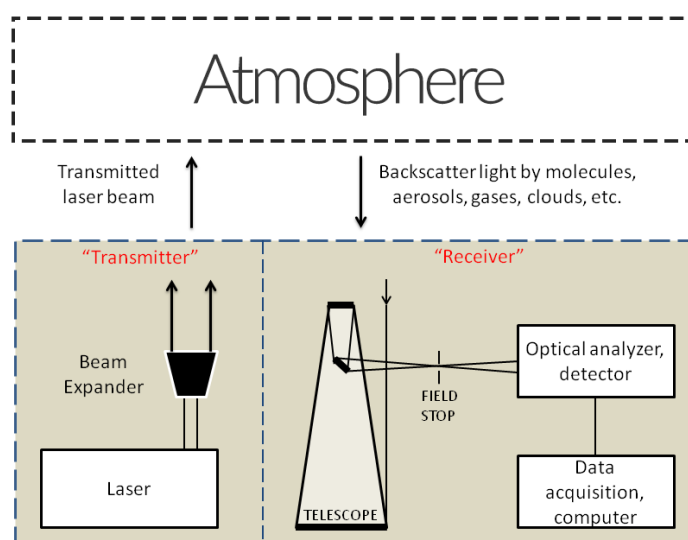 Atmosphere
Transmitted
laser beam
Backscatter light by molecules,
aerosols, gases, clouds, etc.
“Transmitter”
“Receiver”
Beam
Expander
Laser
TELESCOPE
FIELD
STOP
Optical analyzer,
detector
Data
acquisition,
computer